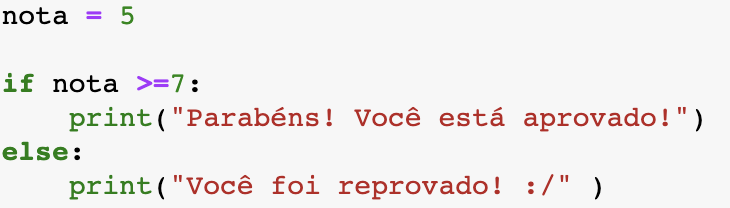 nota = 5
if nota >=7:
    print("Parabéns! Você está aprovado!")
else:
    print("Você foi reprovado! :/" )